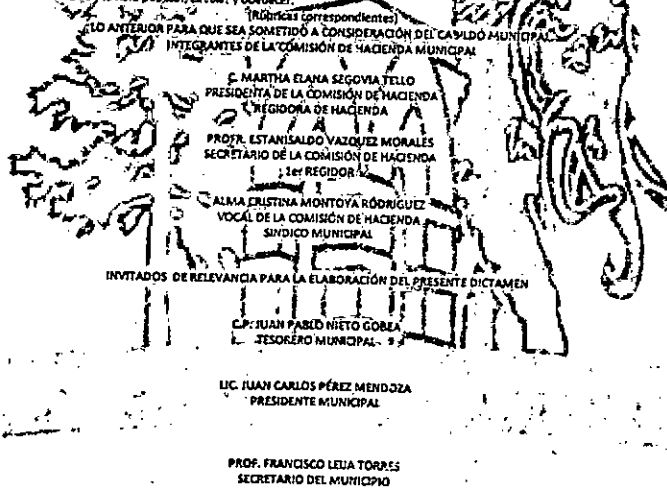 (Rúbricas correspondientes)
LO ANTERIOR PARA QUE SEA SOMETIDO A CONSIDERACIÓN DEL CABILDO MUNICIPAL
INTEGRANTES DE LA COMISIÓN DE HACIENDA MUNICIPAL
C. MARTHA ELANA SEGOVIA TELLO
PRESIDENTA DE LA COMISIÓN DE HACIENDA
REGIDORA DE HACIENDA
PROFR. ESTANISALDO VAZQUEZ MORALES
SECRETARIO DE LA COMISIÓN DE HACIENDA
1er REGIDOR
ALMA CRISTINA MONTOYA RODRIGUEZ
VOCAL DE LA COMISIÓN DE HACIENDA
SINDICO MUNICIPAL
INVITADOS DE RELEVANCIA PARA LA ELABORACIÓN DEL PRESENTE DICTAMEN
C.P. JUAN PABLO NIETO GOBEA
TESORERO MUNICIPAL
LIC. JUAN CARLOS PÉREZ MENDOZA
PRESIDENTE MUNICIPAL
PROF. FRANCISCO LEIJA TORRES
SECRETARIO DEL MUNICIPIO